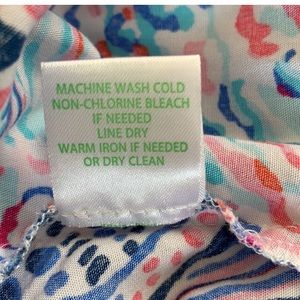 MACHINE WASH COLD
NON-CHLORINE BLEACH
IF NEEDED
LINE DRY
WARM IRON IF NEEDED
OR DRY CLEAN